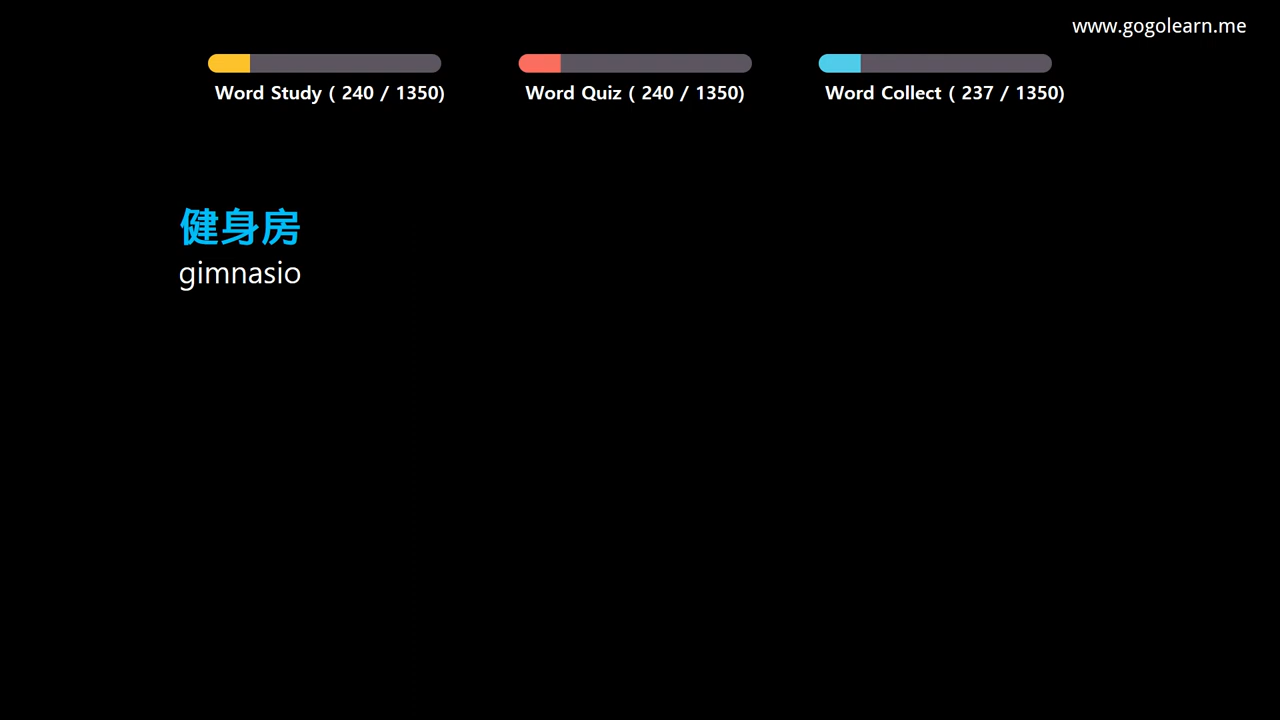 www.gogolearn.me
Word Study ( 240 / 1350)
Word Quiz ( 240 / 1350)
Word Collect ( 237 / 1350)
健身房
gimnasio